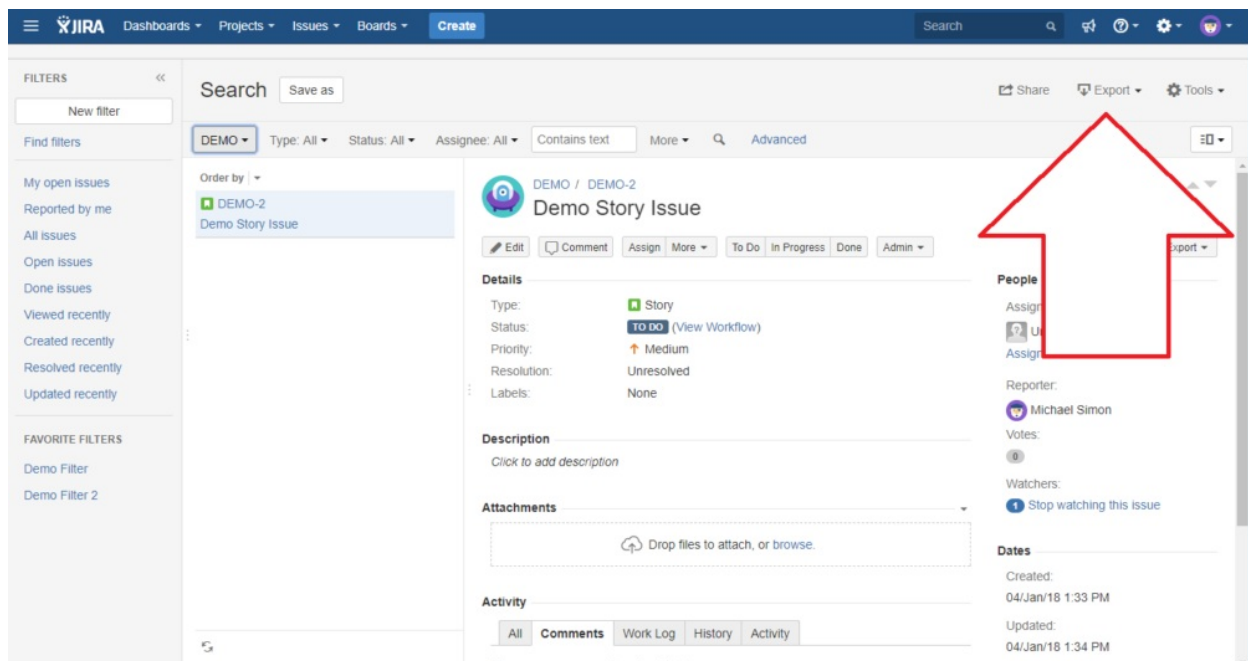 JIRA Dashboards Projects Issues Boards Create Search
FILTERS
New filter
Find filters
My open issues
Reported by me
All issues
Open issues
Done issues
Viewed recently
Created recently
Resolved recently
Updated recently
FAVORITE FILTERS
Demo Filter
Demo Filter 2
Search Save as Share Export Tools
DEMO Type: All Status: All Assignee: All Contains text More Advanced
Order by
DEMO-2
Demo Story Issue
DEMO / DEMO-2
Demo Story Issue
Edit Comment Assign More To Do In Progress Done Admin
Details
Type: Story
Status: TO DO (View Workflow)
Priority: Medium
Resolution: Unresolved
Labels: None
Description
Click to add description
Attachments
Drop files to attach, or browse.
Activity
All Comments Work Log History Activity
People
Reporter:
Michael Simon
Votes:
0
Watchers:
1 Stop watching this issue
Dates
Created:
04/Jan/18 1:33 PM
Updated:
04/Jan/18 1:34 PM